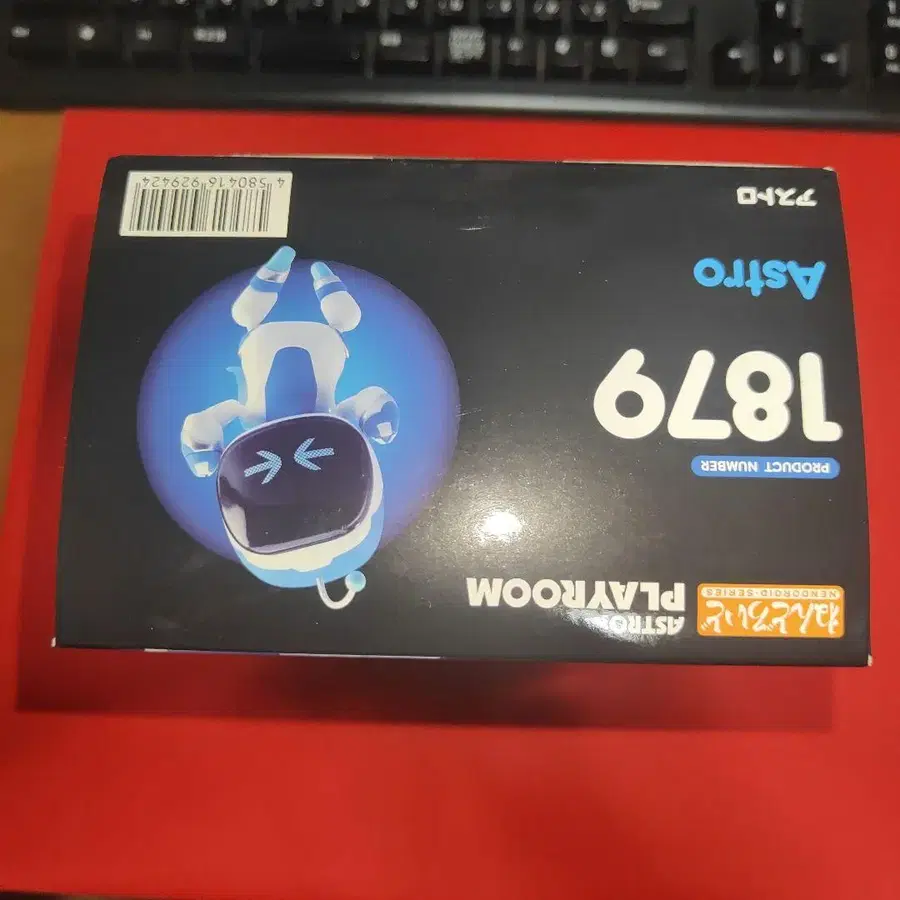 ねんどろいど
NENDOROID-SERIES
ASTRO's
PLAYROOM
PRODUCT NUMBER
1879
Astro
アストロ
4 580416 929424